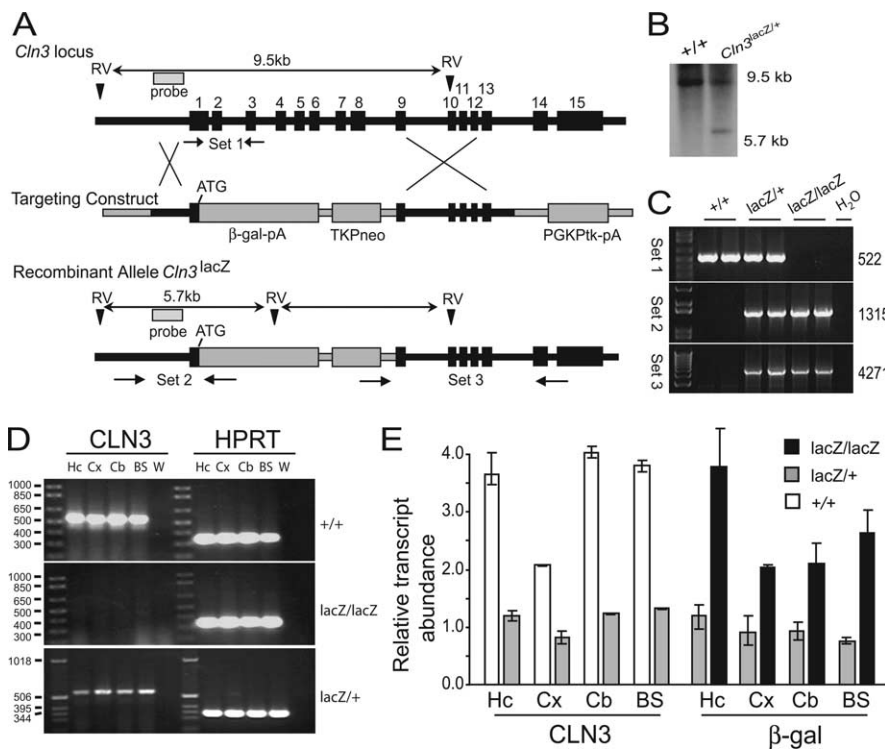 A
Cln3 locus
RV
9.5kb
RV
probe
1 2 3 4 5 6 7 8 9 10 11 12 13 14 15
Set 1
ATG
Targeting Construct
β-gal-pA
TKPneo
PGKPtk-pA
Recombinant Allele Cln3 lacZ
RV
5.7kb
RV
RV
probe
ATG
Set 2
Set 3
B
+/+
Cln3 lacZ/+
9.5 kb
5.7 kb
C
+/+
lacZ/+
lacZ/lacZ
H2O
Set 1
522
Set 2
1315
Set 3
4271
D
CLN3
HPRT
Hc Cx Cb BS W
Hc Cx Cb BS W
1000
850
650
500
400
300
+/+
1000
850
650
500
400
300
lacZ/lacZ
1018
506
395
344
lacZ/+
E
Relative transcript
abundance
4.0
3.0
2.0
1.0
0.0
lacZ/lacZ
lacZ/+
+/+
Hc Cx Cb BS
Hc Cx Cb BS
CLN3
β-gal